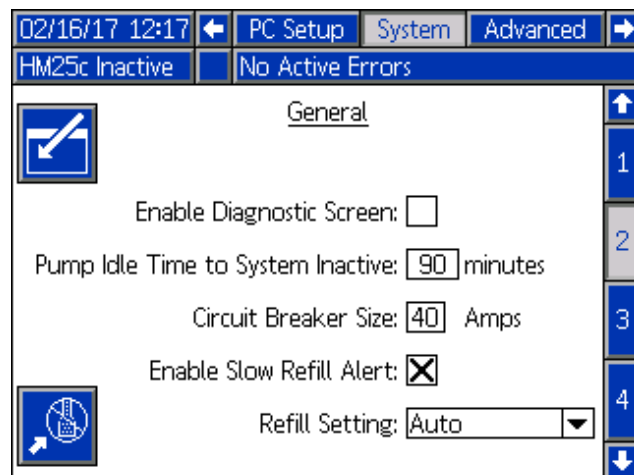 02/16/17 12:17 PC Setup System Advanced
HM25c Inactive No Active Errors
General
1
Enable Diagnostic Screen:
2
Pump Idle Time to System Inactive: 90 minutes
Circuit Breaker Size: 40 Amps
3
Enable Slow Refill Alert:
4
Refill Setting: Auto